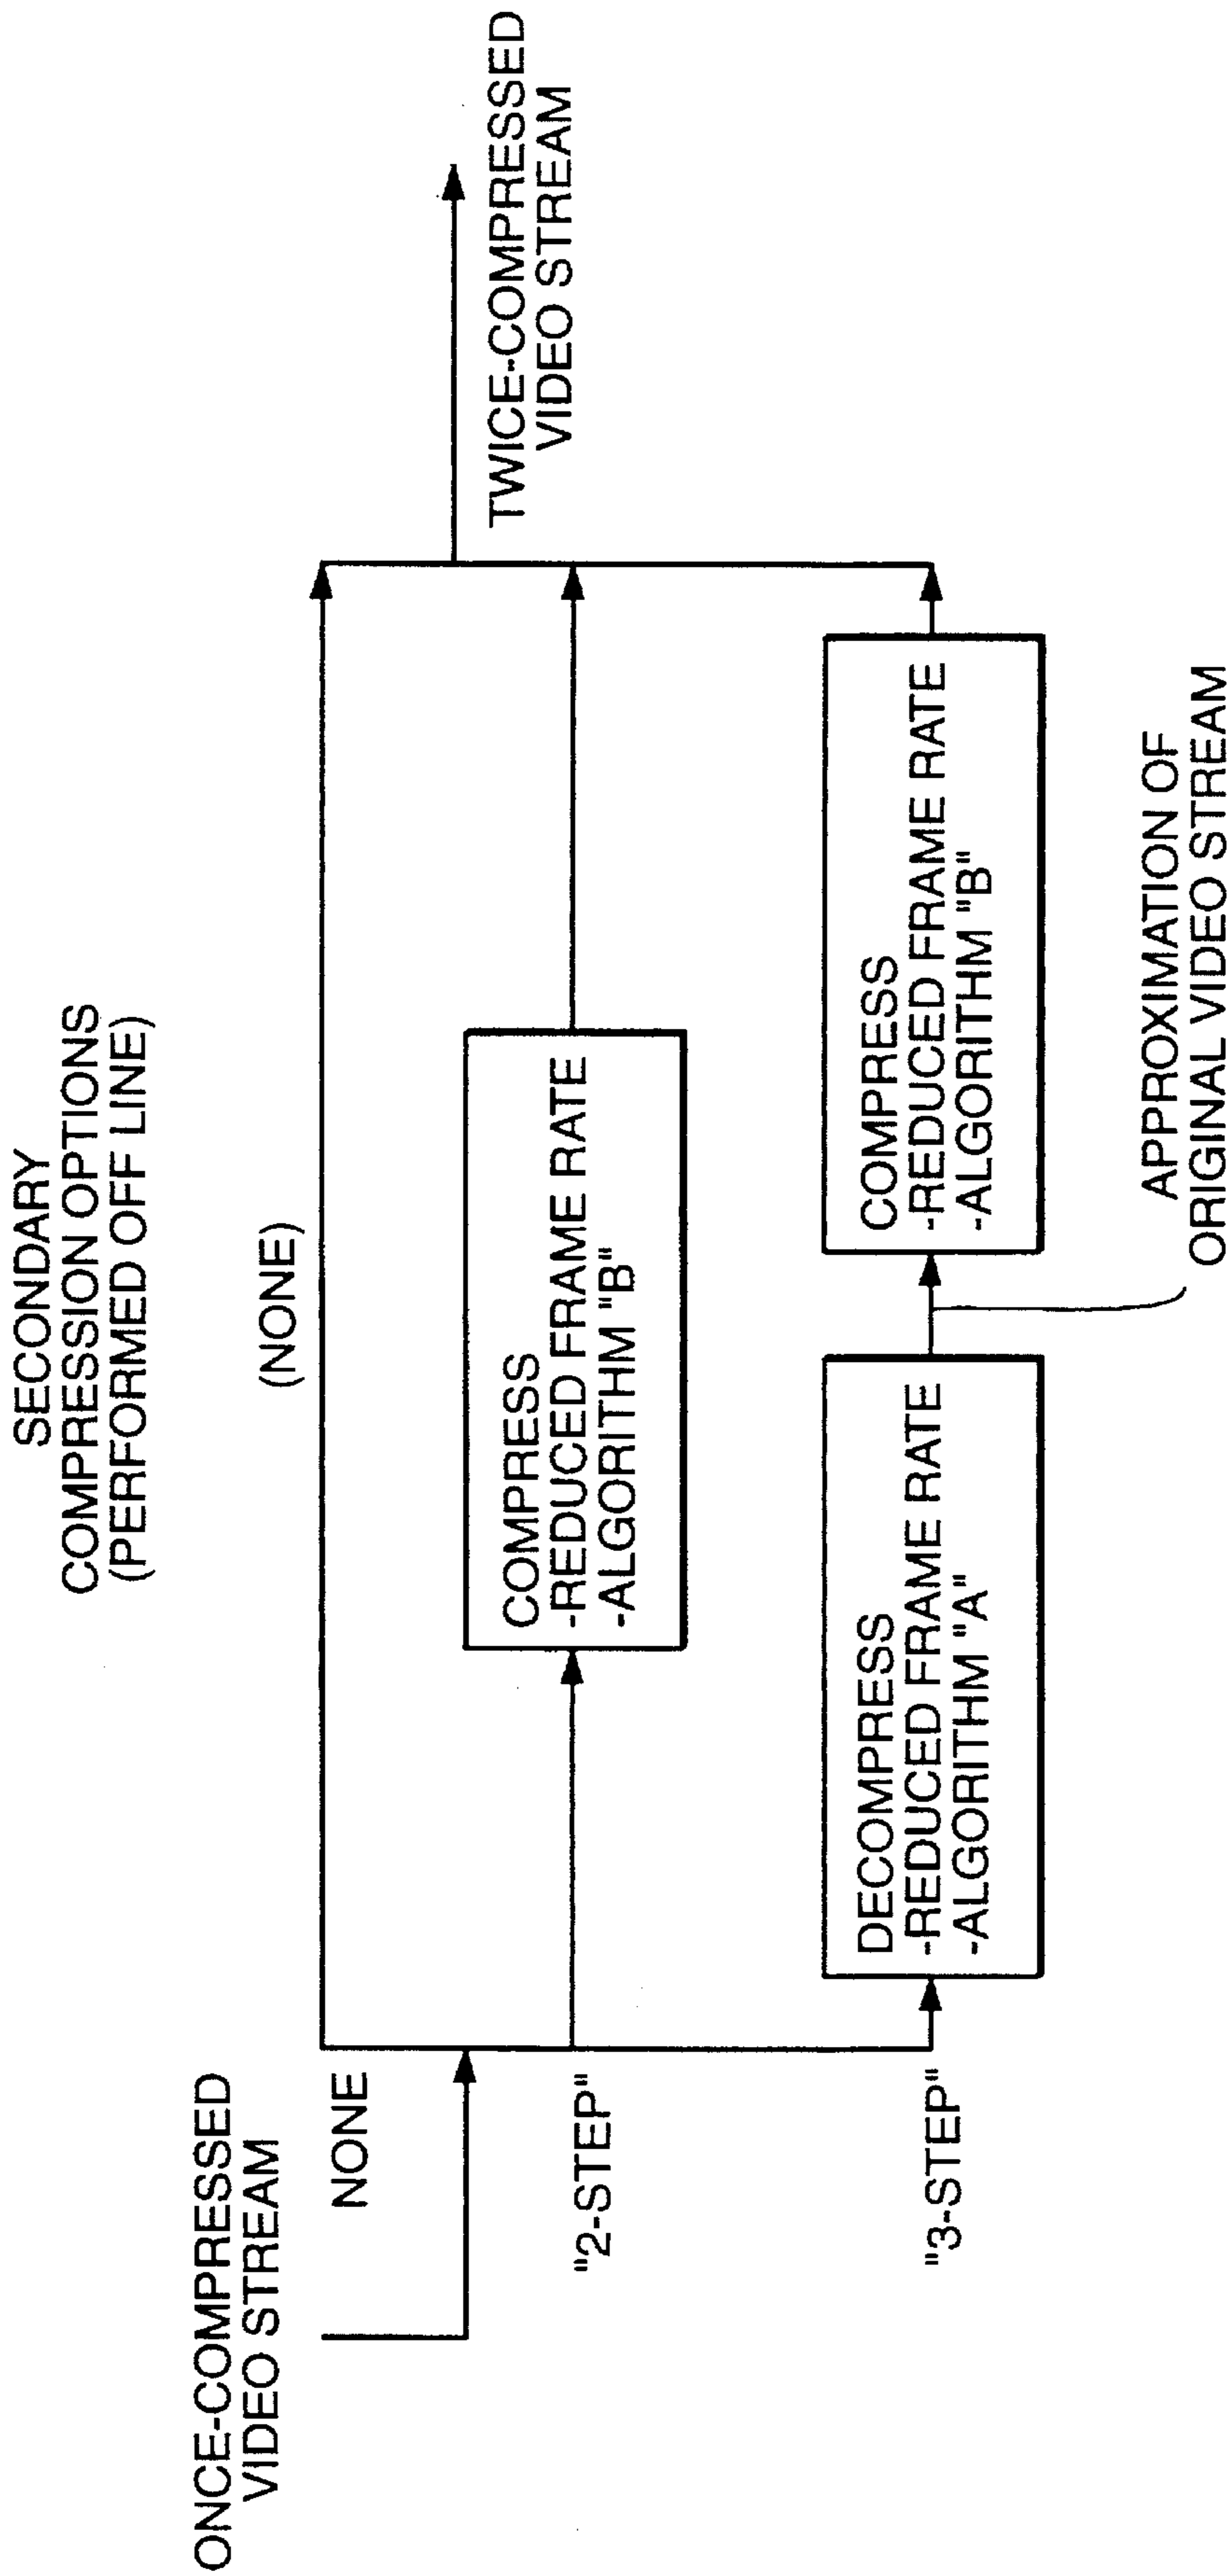 SECONDARY
COMPRESSION OPTIONS
(PERFORMED OFF LINE)
ONCE-COMPRESSED
VIDEO STREAM
NONE
(NONE)
"2-STEP"
COMPRESS
-REDUCED FRAME RATE
-ALGORITHM "B"
TWICE-COMPRESSED
VIDEO STREAM
"3-STEP"
DECOMPRESS
-REDUCED FRAME RATE
-ALGORITHM "A"
COMPRESS
-REDUCED FRAME RATE
-ALGORITHM "B"
APPROXIMATION OF
ORIGINAL VIDEO STREAM